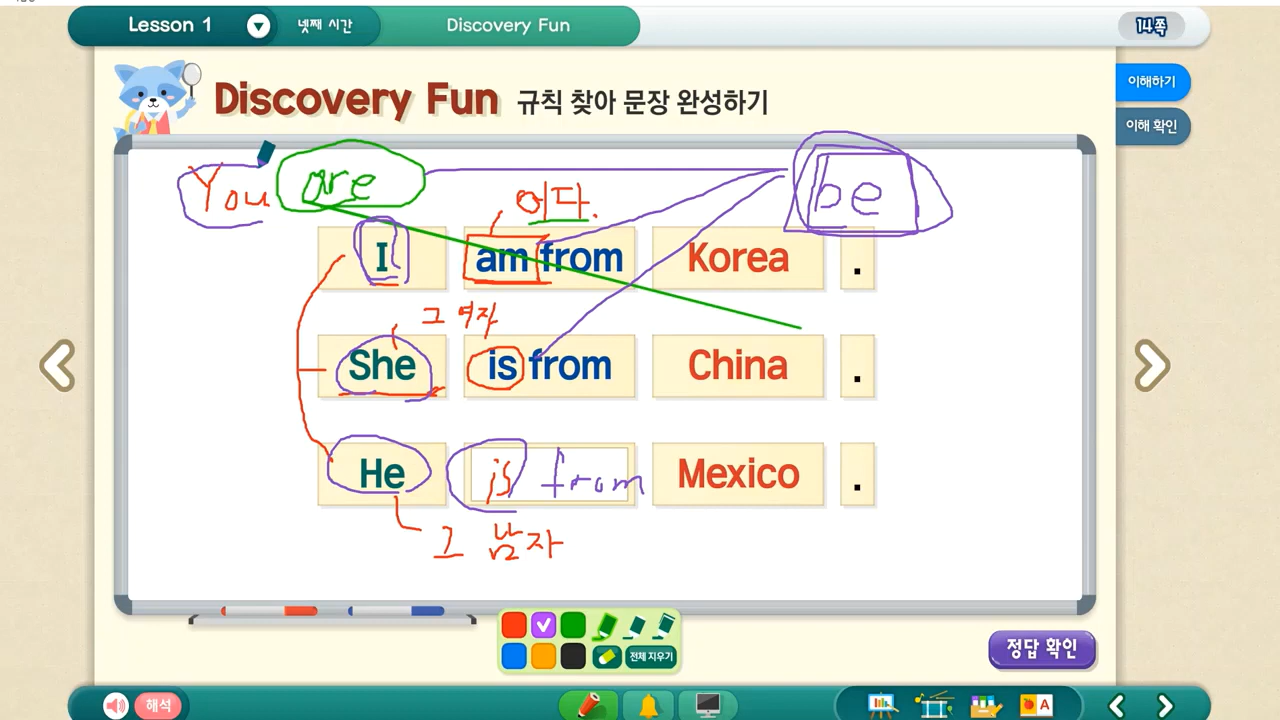 Lesson 1 넷째 시간 Discovery Fun 14쪽
이해하기
Discovery Fun 규칙 찾아 문장 완성하기
이해 확인
You are be
이다.
I am from Korea .
그 여자
She is from China .
He is from Mexico .
그 남자
전체 지우기
정답 확인
해석
A